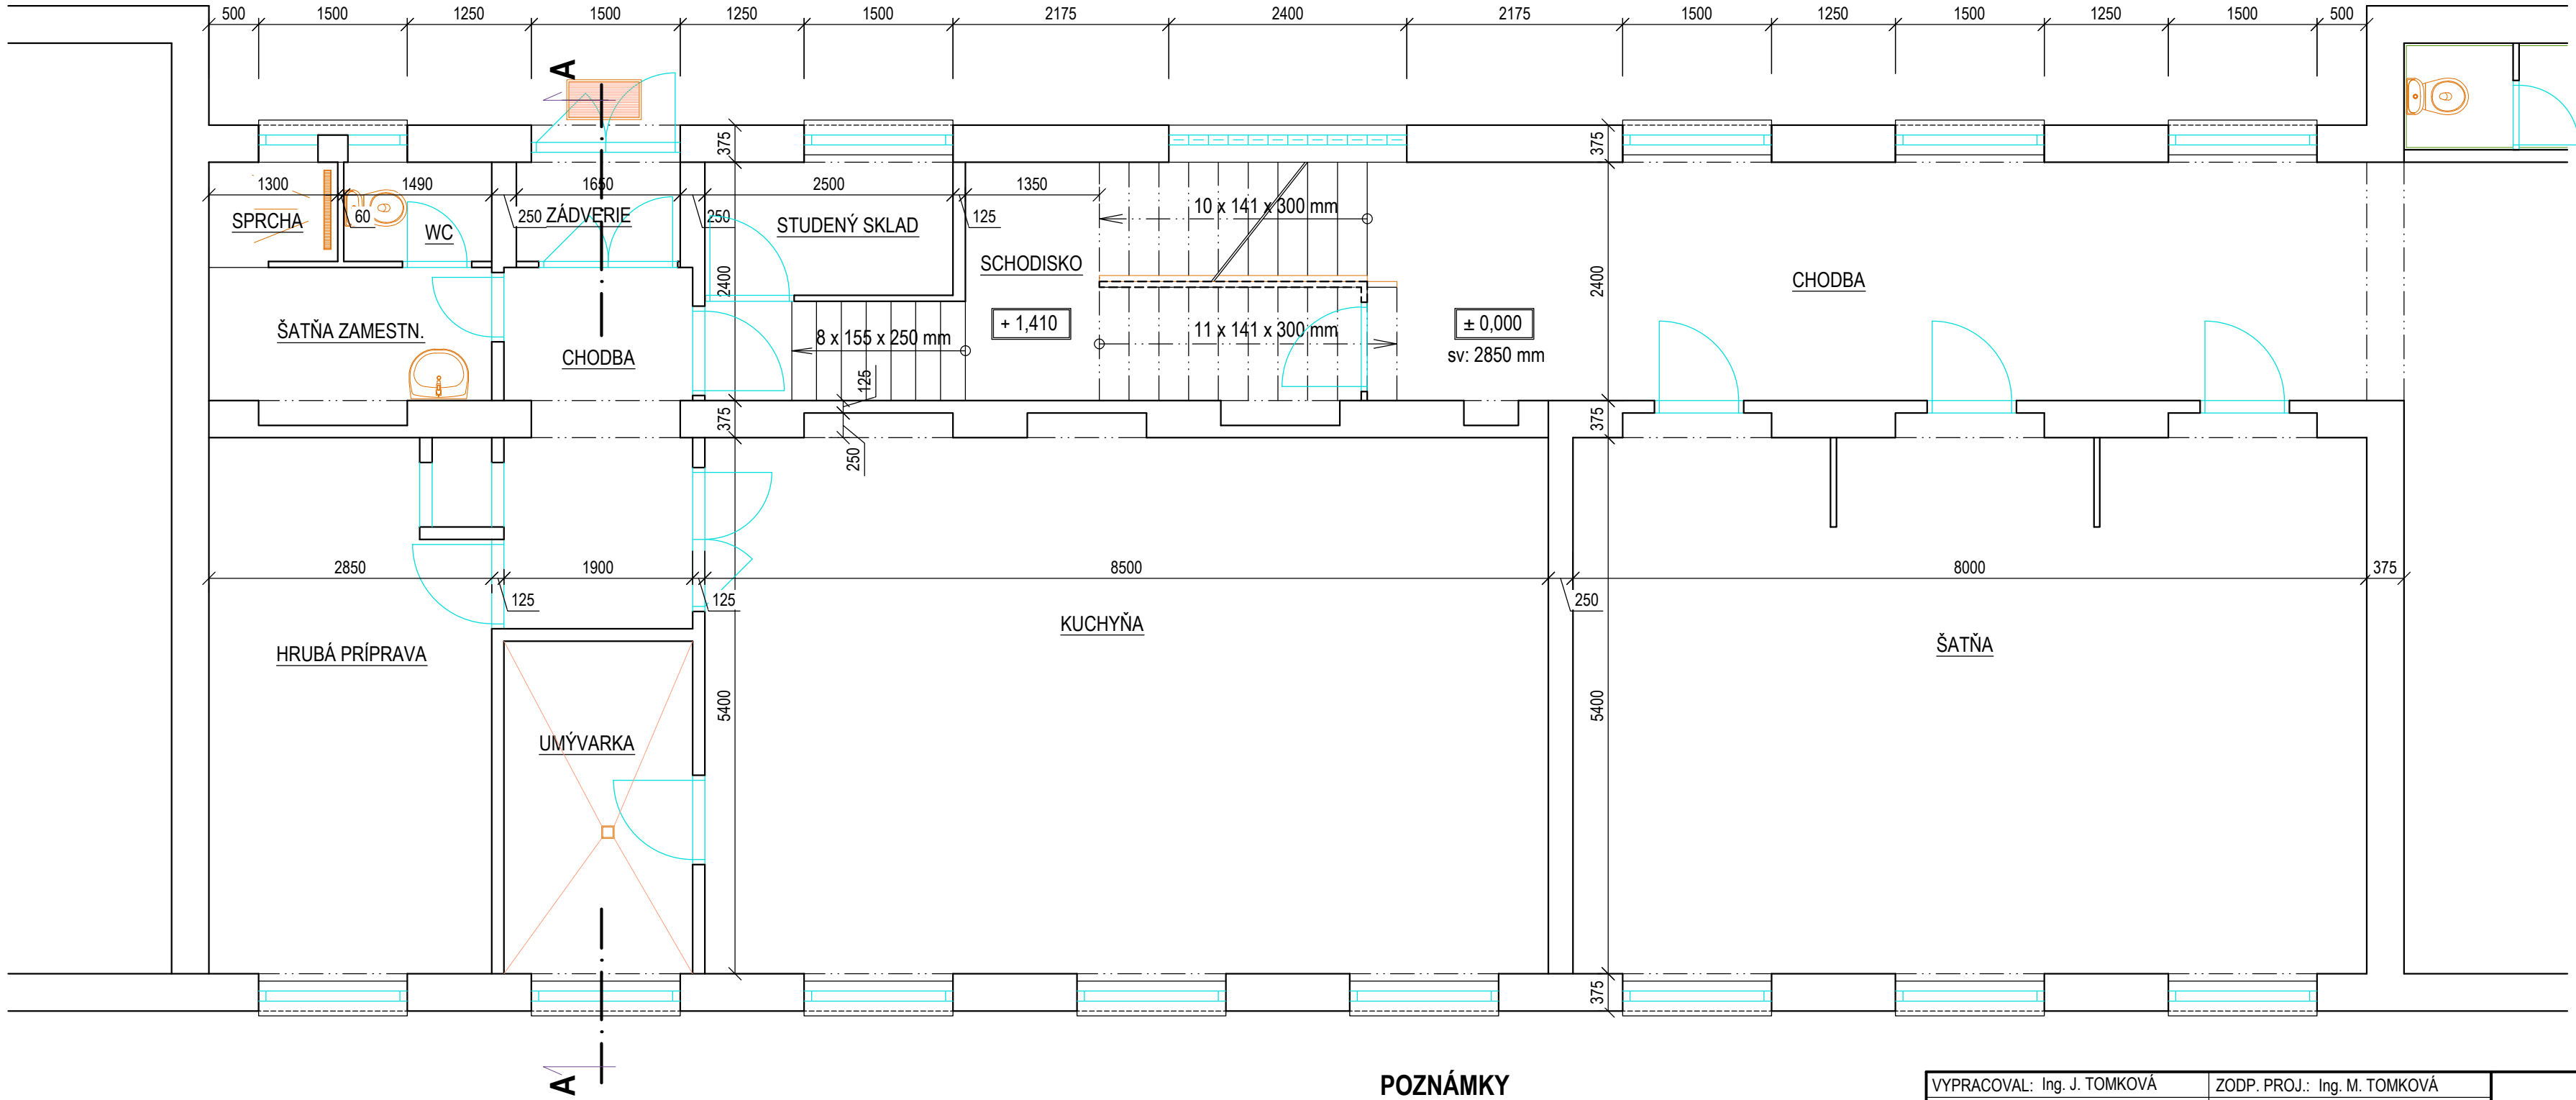 500 1500 1250 1500 1250 1500 2175 2400 2175 1500 1250 1500 1250 1500 500
A
375 375
1300 1490 1650 2500 1350
60 250 250 125
SPRCHA WC ZÁDVERIE STUDENÝ SKLAD 10 x 141 x 300 mm
SCHODISKO CHODBA
2400 2400
+ 1,410 11 x 141 x 300 mm ± 0,000
ŠATŇA ZAMESTN. 8 x 155 x 250 mm
CHODBA sv: 2850 mm
125
375 375
250
2850 1900 8500 8000 375
125 125 250
KUCHYŇA
HRUBÁ PRÍPRAVA ŠATŇA
5400 5400
UMÝVARKA
375
A
POZNÁMKY
VYPRACOVAL: Ing. J. TOMKOVÁ ZODP. PROJ.: Ing. M. TOMKOVÁ